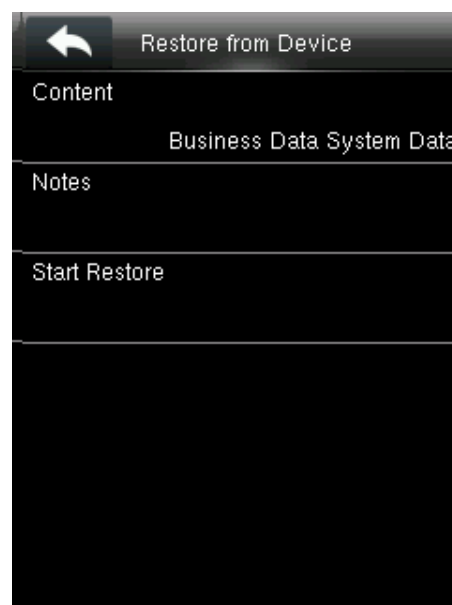 Restore from Device
Content
Business Data System Data
Notes
Start Restore